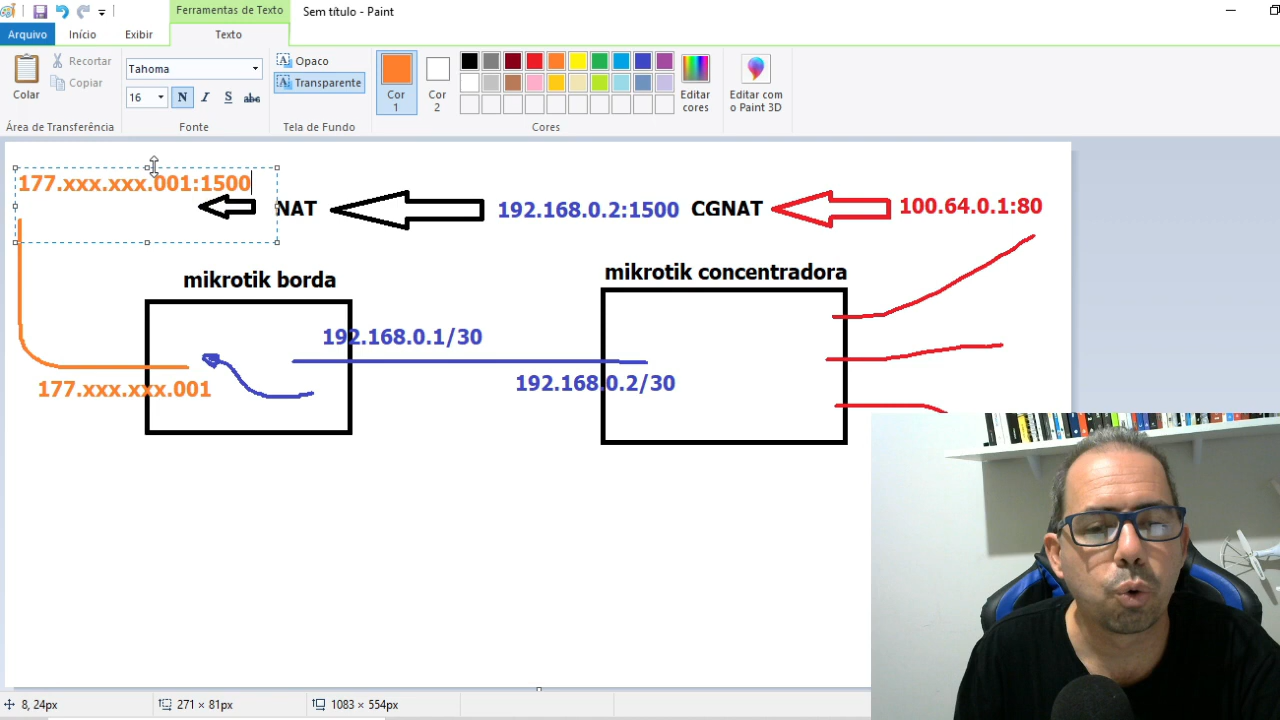 Ferramentas de Texto
Sem título - Paint
Arquivo
Início
Exibir
Texto
Colar
Recortar
Copiar
Área de Transferência
Tahoma
16
N
I
S
abc
Fonte
Opaco
Transparente
Tela de Fundo
Cor
1
Cor
2
Editar
cores
Editar com
o Paint 3D
Cores
177.xxx.xxx.001:1500
NAT
192.168.0.2:1500
CGNAT
100.64.0.1:80
mikrotik borda
mikrotik concentradora
192.168.0.1/30
192.168.0.2/30
177.xxx.xxx.001
8, 24px
271 × 81px
1083 × 554px